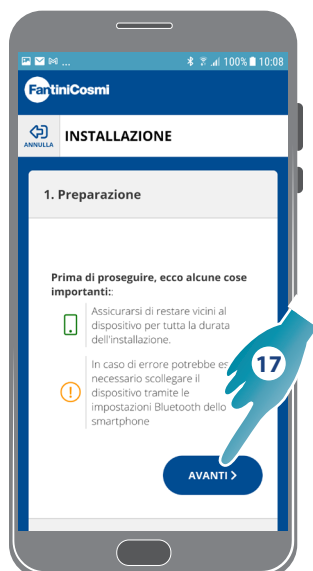 ... 100% 10:08
FantiniCosmi
ANNULLA
INSTALLAZIONE
1. Preparazione
Prima di proseguire, ecco alcune cose
importanti::
Assicurarsi di restare vicini al
dispositivo per tutta la durata
dell'installazione.
In caso di errore potrebbe es
necessario scollegare il
dispositivo tramite le
impostazioni Bluetooth dello
smartphone
17
AVANTI >